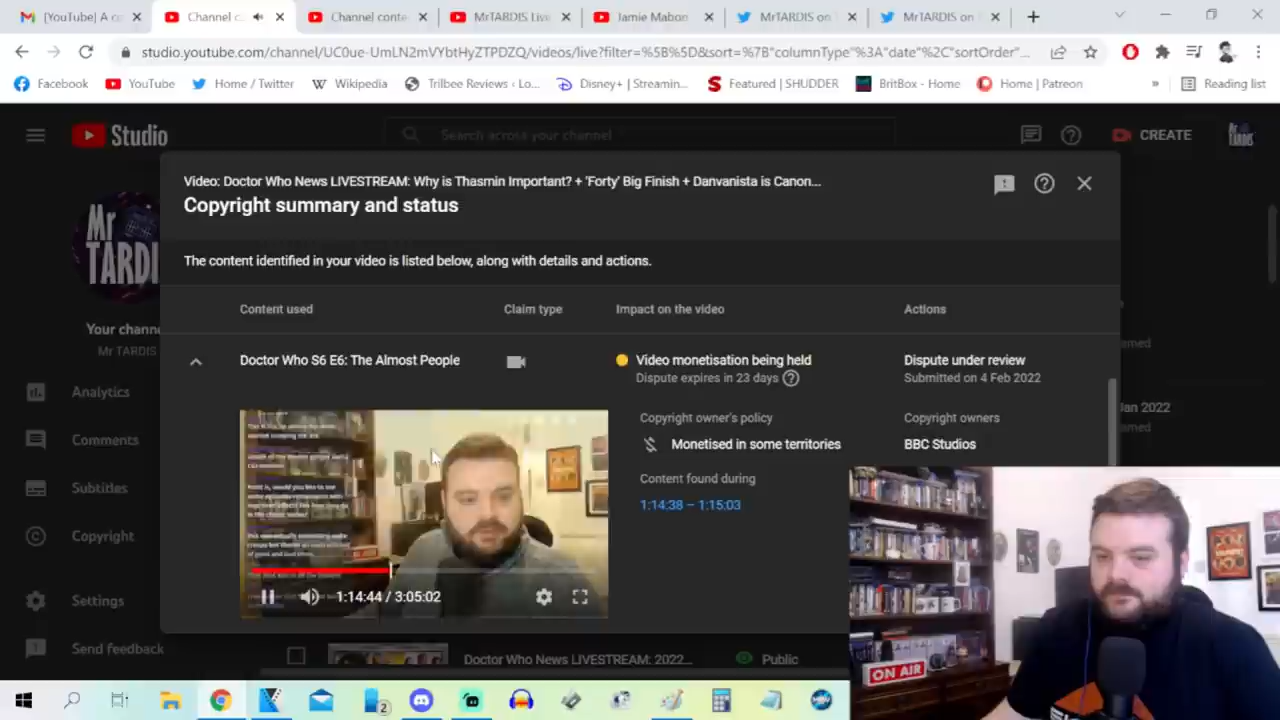 [YouTube] A c
Channel c
Channel conte
MrTARDIS Liv
Jamie Mabon
MrTARDIS on
MrTARDIS on
studio.youtube.com/channel/UC0ue-UmLN2mVYbtHyZTPDZQ/videos/live?filter=%5B%5D&sort=%7B"columnType"%3A"date"%2C"sortOrder"...
Facebook
YouTube
Home / Twitter
Wikipedia
Trilbee Reviews - Lo...
Disney+ | Streamin...
Featured | SHUDDER
BritBox - Home
Home | Patreon
»
Reading list
Studio
Search across your channel
CREATE
Video: Doctor Who News LIVESTREAM: Why is Thasmin Important? + 'Forty' Big Finish + Danvanista is Canon...
Copyright summary and status
The content identified in your video is listed below, along with details and actions.
Content used
Claim type
Impact on the video
Actions
Doctor Who S6 E6: The Almost People
Video monetisation being held
Dispute expires in 23 days
Dispute under review
Submitted on 4 Feb 2022
Copyright owner's policy
Monetised in some territories
Copyright owners
BBC Studios
Content found during
1:14:38 – 1:15:03
1:14:44 / 3:05:02
Mr
TARDI
Your chann
Mr TARDIS
Analytics
Comments
Subtitles
Copyright
Settings
Send feedback
Jan 2022
Doctor Who News LIVESTREAM: 2022...
Public
ON AIR
2